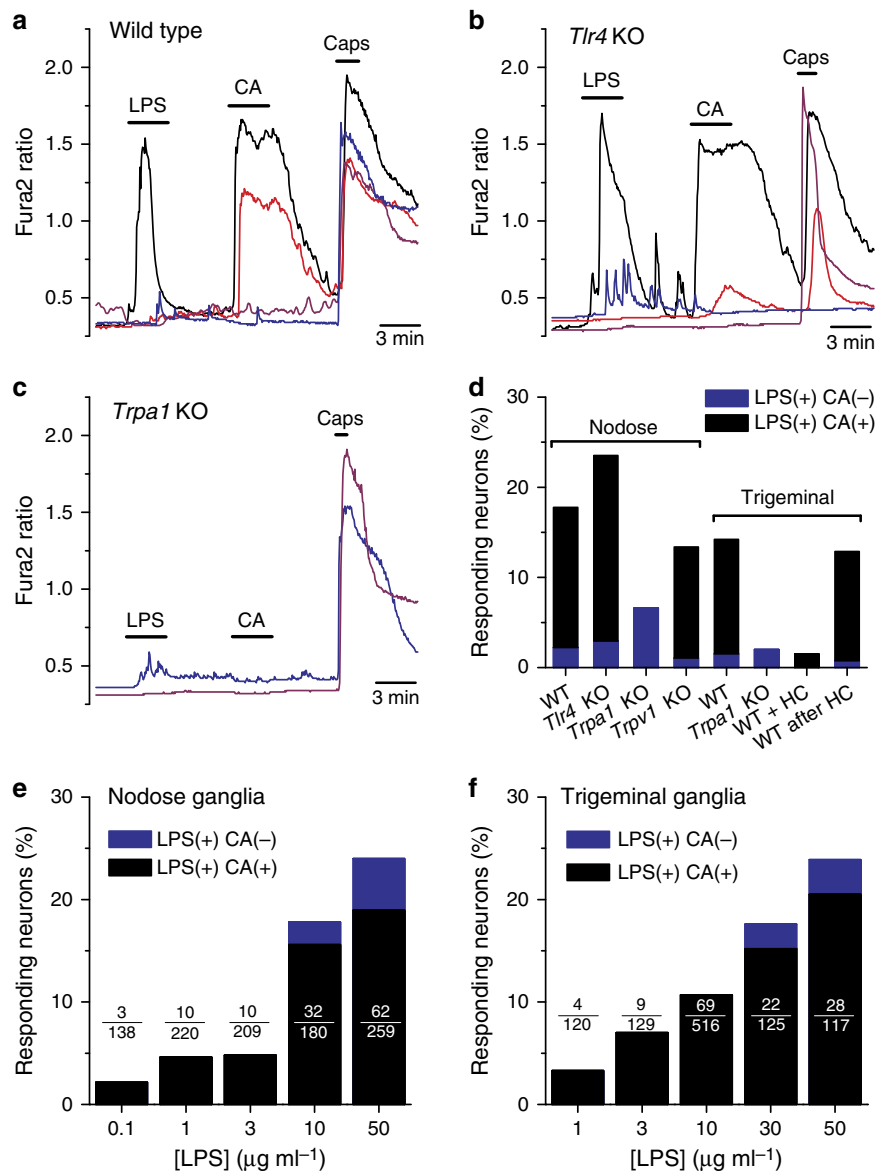 a
Wild type
Fura2 ratio
2.0
1.5
1.0
0.5
LPS
CA
Caps
3 min
b
Tlr4 KO
Fura2 ratio
2.0
1.5
1.0
0.5
LPS
CA
Caps
3 min
c
Trpa1 KO
Fura2 ratio
2.0
1.5
1.0
0.5
LPS
CA
Caps
3 min
d
Responding neurons (%)
30
20
10
0
LPS(+) CA(–)
LPS(+) CA(+)
Nodose
Trigeminal
WT
Tlr4 KO
Trpa1 KO
Trpv1 KO
WT
Trpa1 KO
WT + HC
WT after HC
e
Nodose ganglia
Responding neurons (%)
30
20
10
0
LPS(+) CA(–)
LPS(+) CA(+)
3
138
10
220
10
209
32
180
62
259
0.1
1
3
10
50
[LPS] (μg ml⁻¹)
f
Trigeminal ganglia
Responding neurons (%)
30
20
10
0
LPS(+) CA(–)
LPS(+) CA(+)
4
120
9
129
69
516
22
125
28
117
1
3
10
30
50
[LPS] (μg ml⁻¹)